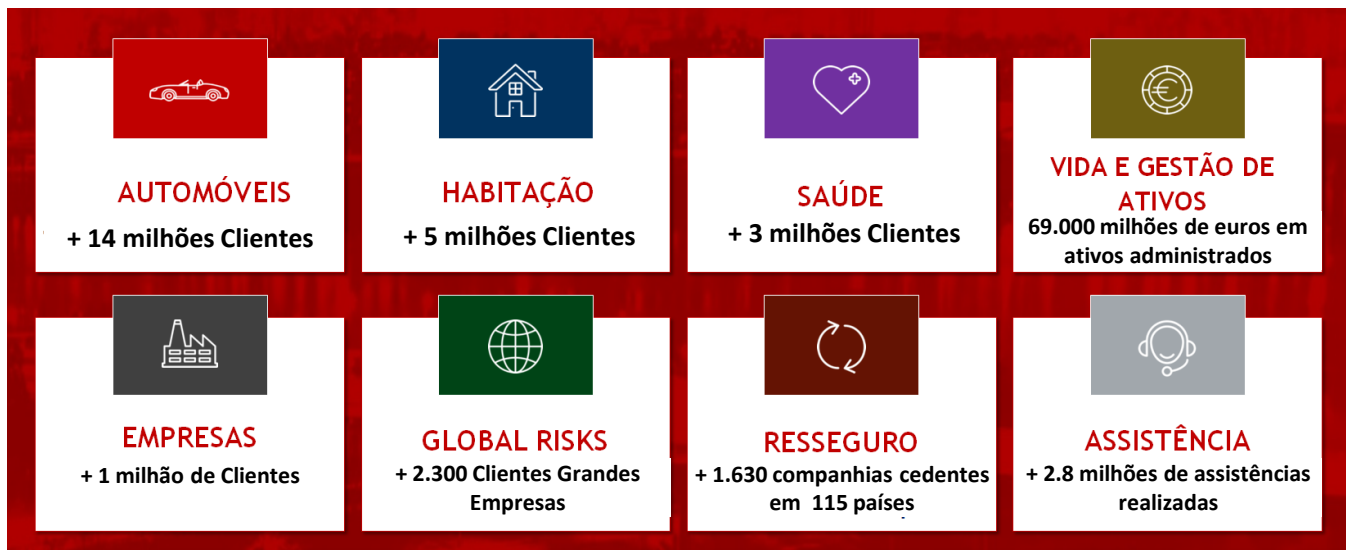 AUTOMÓVEIS
+ 14 milhões Clientes
HABITAÇÃO
+ 5 milhões Clientes
SAÚDE
+ 3 milhões Clientes
VIDA E GESTÃO DE
ATIVOS
69.000 milhões de euros em
ativos administrados
EMPRESAS
+ 1 milhão de Clientes
GLOBAL RISKS
+ 2.300 Clientes Grandes
Empresas
RESSEGURO
+ 1.630 companhias cedentes
em 115 países
ASSISTÊNCIA
+ 2.8 milhões de assistências
realizadas